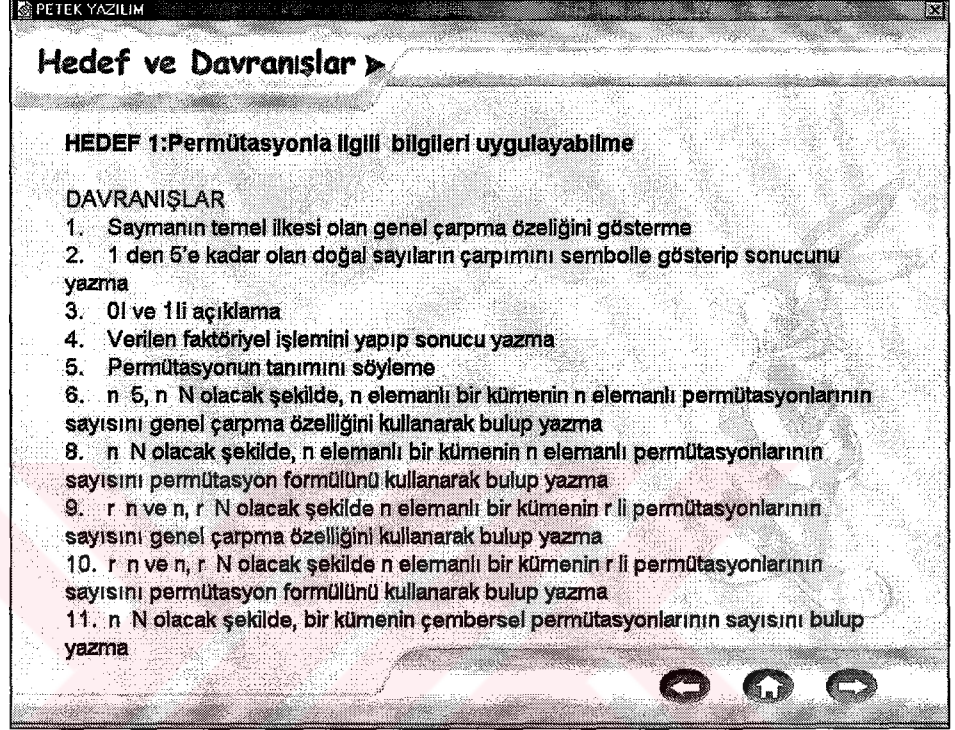 PETEK YAZILIM
Hedef ve Davranışlar
HEDEF 1:Permütasyonla ilgili bilgileri uygulayabilme
DAVRANIŞLAR
1. Saymanın temel ilkesi olan genel çarpma özeliğini gösterme
2. 1 den 5'e kadar olan doğal sayıların çarpımını sembolle gösterip sonucunu
yazma
3. 0! ve 1!i açıklama
4. Verilen faktöriyel işlemini yapıp sonucu yazma
5. Permütasyonun tanımını söyleme
6. n 5, n N olacak şekilde, n elemanlı bir kümenin n elemanlı permütasyonlarının
sayısını genel çarpma özelliğini kullanarak bulup yazma
8. n N olacak şekilde, n elemanlı bir kümenin n elemanlı permütasyonlarının
sayısını permütasyon formülünü kullanarak bulup yazma
9. r n ve n, r N olacak şekilde n elemanlı bir kümenin r li permütasyonlarının
sayısını genel çarpma özelliğini kullanarak bulup yazma
10. r n ve n, r N olacak şekilde n elemanlı bir kümenin r li permütasyonlarının
sayısını permütasyon formülünü kullanarak bulup yazma
11. n N olacak şekilde, bir kümenin çembersel permütasyonlarının sayısını bulup
yazma